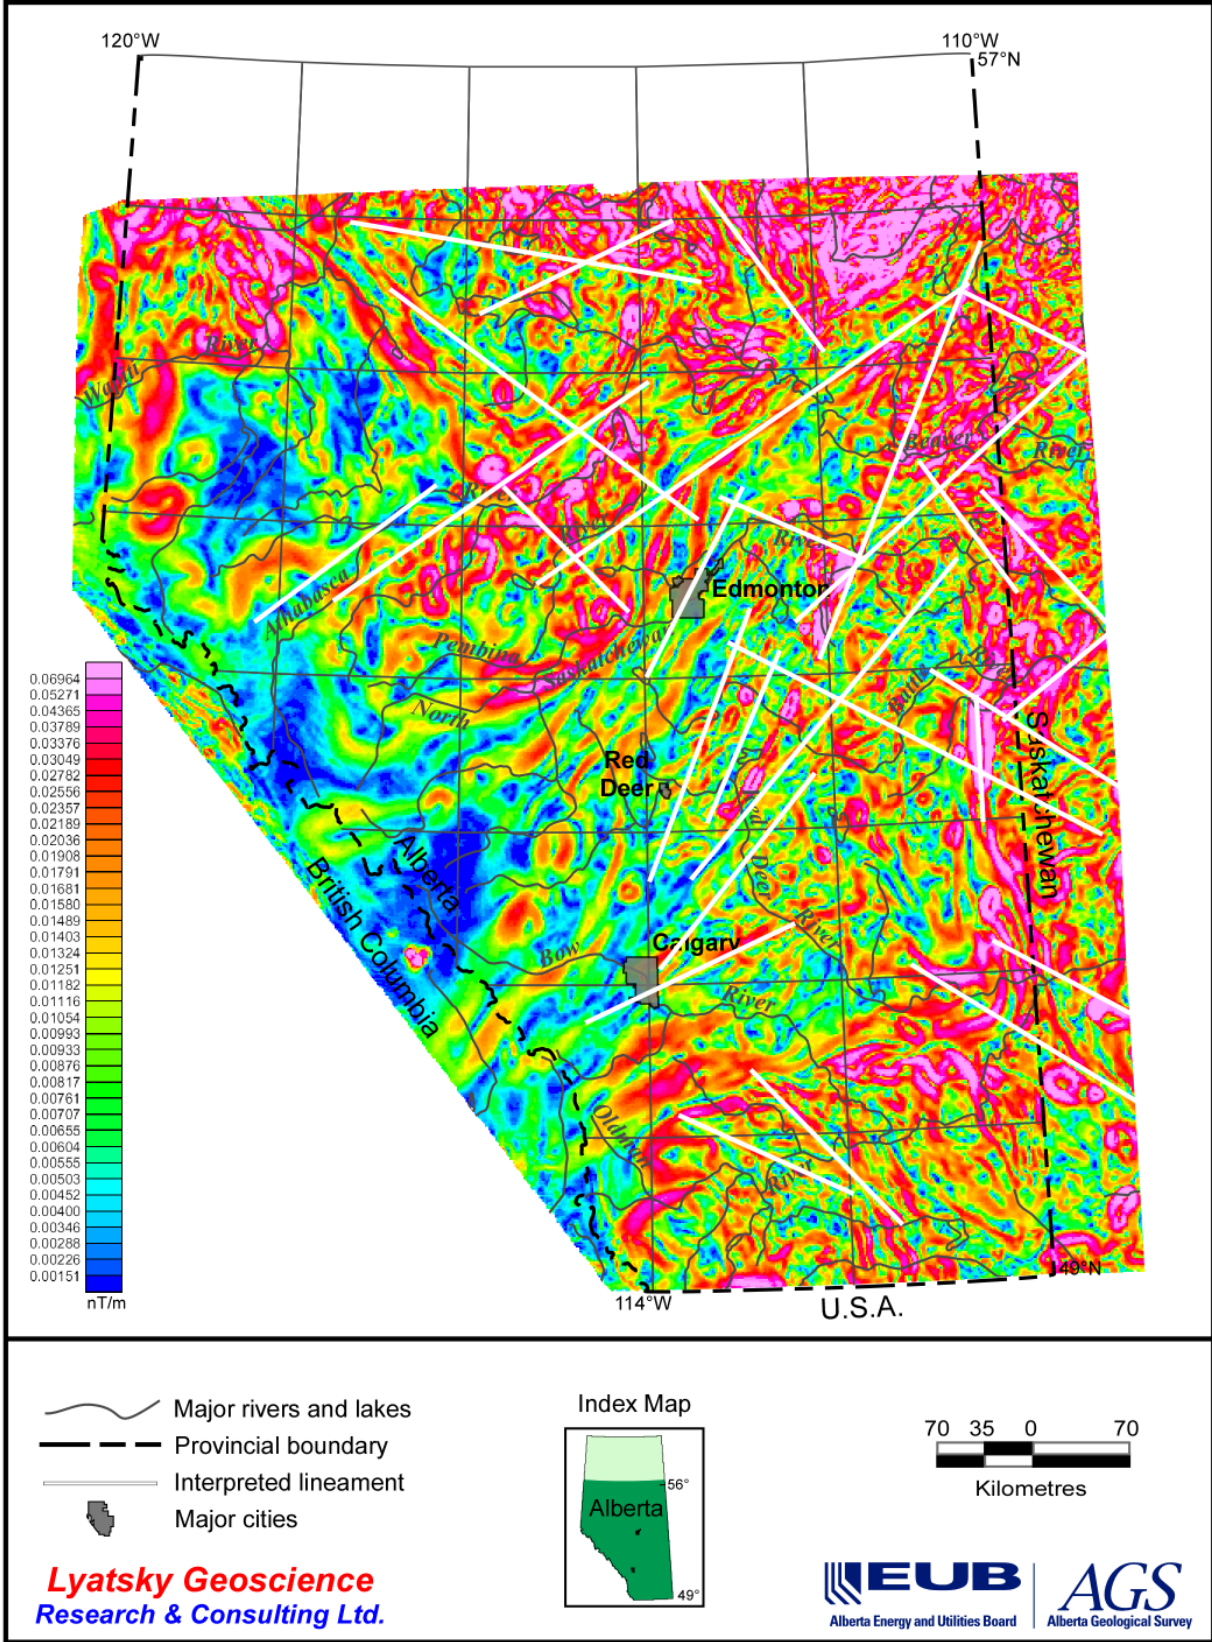 120°W
110°W
57°N
River
Wapiti
Beaver
River
River
River
River
Edmonton
Athabasca
Pembina
Saskatchewan
North
Battle
River
Red
Deer
Saskatchewan
Red
Deer
River
Alberta
British Columbia
Calgary
Bow
River
Oldman
River
114°W
49°N
U.S.A.
0.06964
0.05271
0.04365
0.03789
0.03376
0.03049
0.02782
0.02556
0.02357
0.02189
0.02036
0.01908
0.01791
0.01681
0.01580
0.01489
0.01403
0.01324
0.01251
0.01182
0.01116
0.01054
0.00993
0.00933
0.00876
0.00817
0.00761
0.00707
0.00655
0.00604
0.00555
0.00503
0.00452
0.00400
0.00346
0.00288
0.00226
0.00151
nT/m
Major rivers and lakes
Provincial boundary
Interpreted lineament
Major cities
Lyatsky Geoscience
Research & Consulting Ltd.
Index Map
56°
Alberta
49°
70 35 0 70
Kilometres
EUB
Alberta Energy and Utilities Board
AGS
Alberta Geological Survey